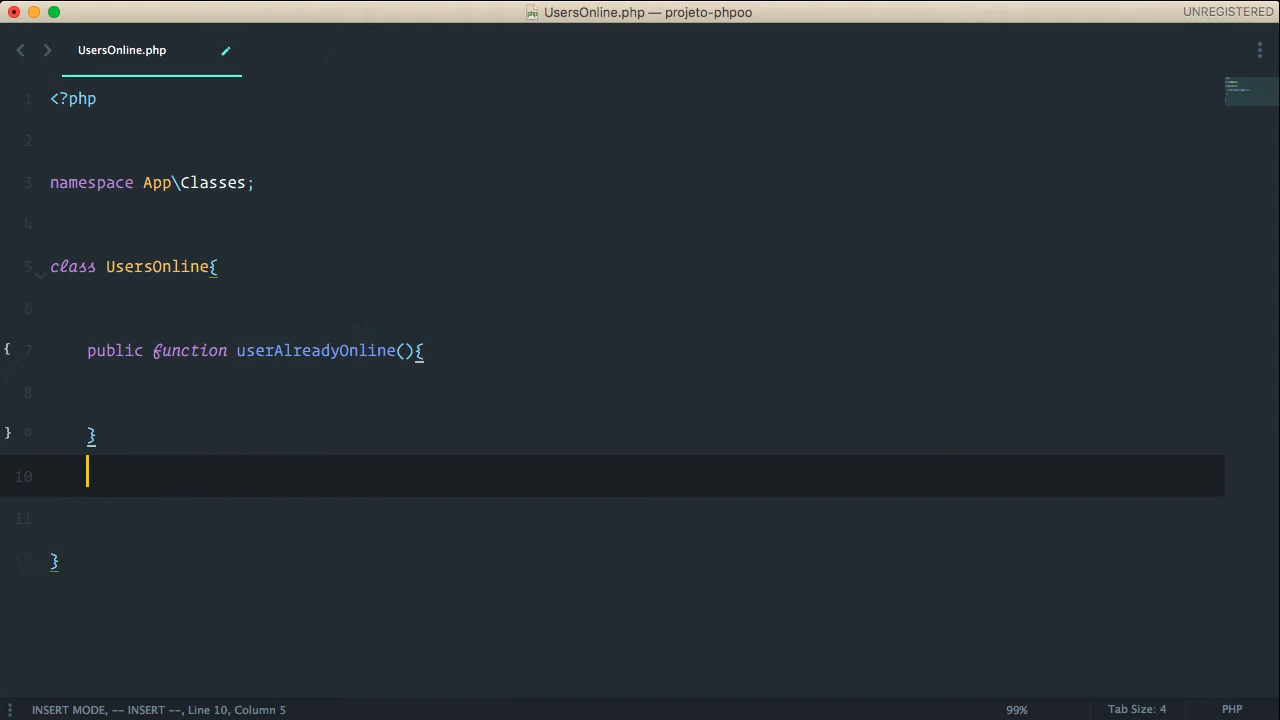 UsersOnline.php — projeto-phpoo
UNREGISTERED
UsersOnline.php
1 <?php
2
3 namespace App\Classes;
4
5 class UsersOnline{
6
{ 7 public function userAlreadyOnline(){
8
} }
10
11
12 }
INSERT MODE, -- INSERT --, Line 10, Column 5
99%
Tab Size: 4
PHP